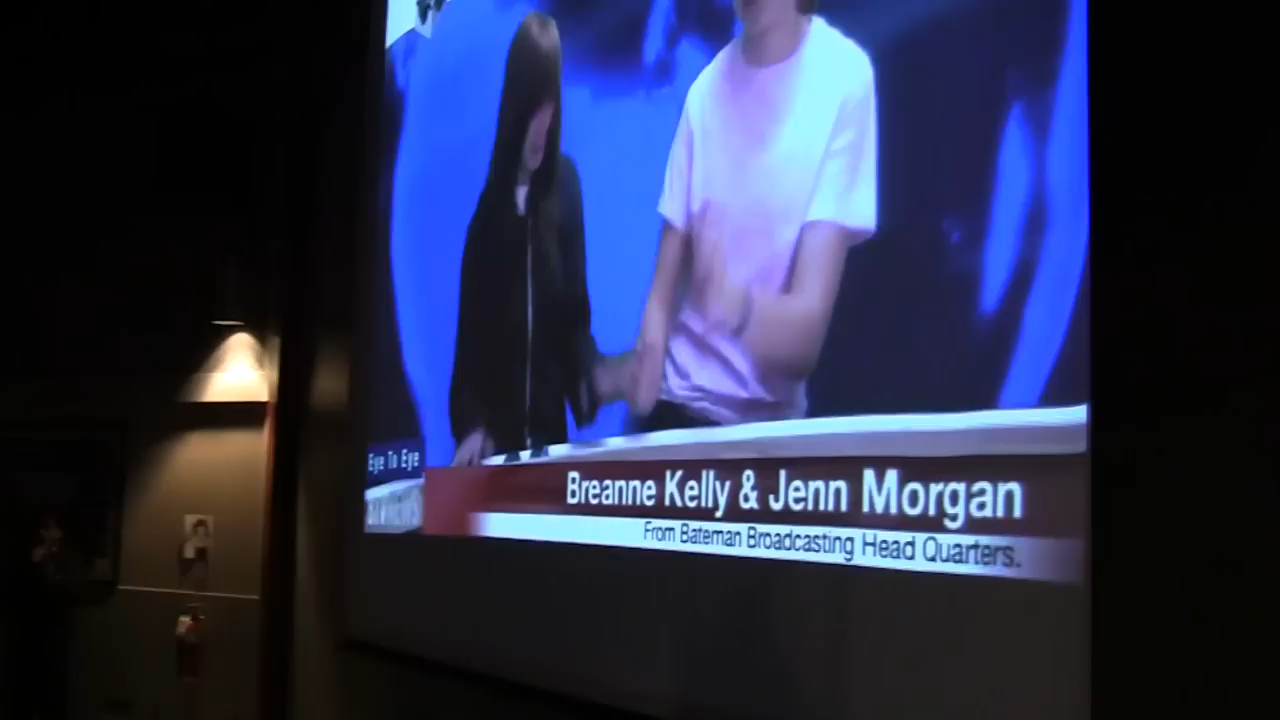 Eye To Eye
Breanne Kelly & Jenn Morgan
From Bateman Broadcasting Head Quarters.